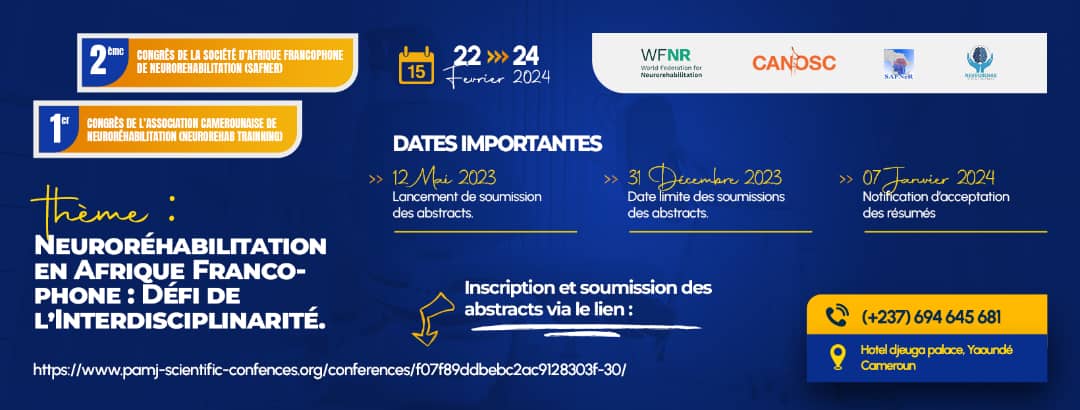 2ème
CONGRÈS DE LA SOCIÉTÉ D'AFRIQUE FRANCOPHONE
DE NEUROREHABILITATION (SAFNER)
1er
CONGRÈS DE L'ASSOCIATION CAMEROUNAISE DE
NEURORÉHABILITATION (NEUROREHAB TRAINNING)
15
22 >>> 24
Fevrier 2024
WFNR
World Federation for
Neurorehabilitation
CANOSC
SAFNER
DATES IMPORTANTES
>> 12 Mai 2023
Lancement de soumission
des abstracts.
>> 31 Décembre 2023
Date limite des soumissions
des abstracts.
>> 07 Janvier 2024
Notification d'acceptation
des résumés
thème :
NEURORÉHABILITATION
EN AFRIQUE FRANCO-
PHONE : DÉFI DE
L'INTERDISCIPLINARITÉ.
Inscription et soumission des
abstracts via le lien :
https://www.pamj-scientific-confences.org/conferences/f07f89ddbebc2ac9128303f-30/
(+237) 694 645 681
Hotel djeuga palace, Yaoundé
Cameroun